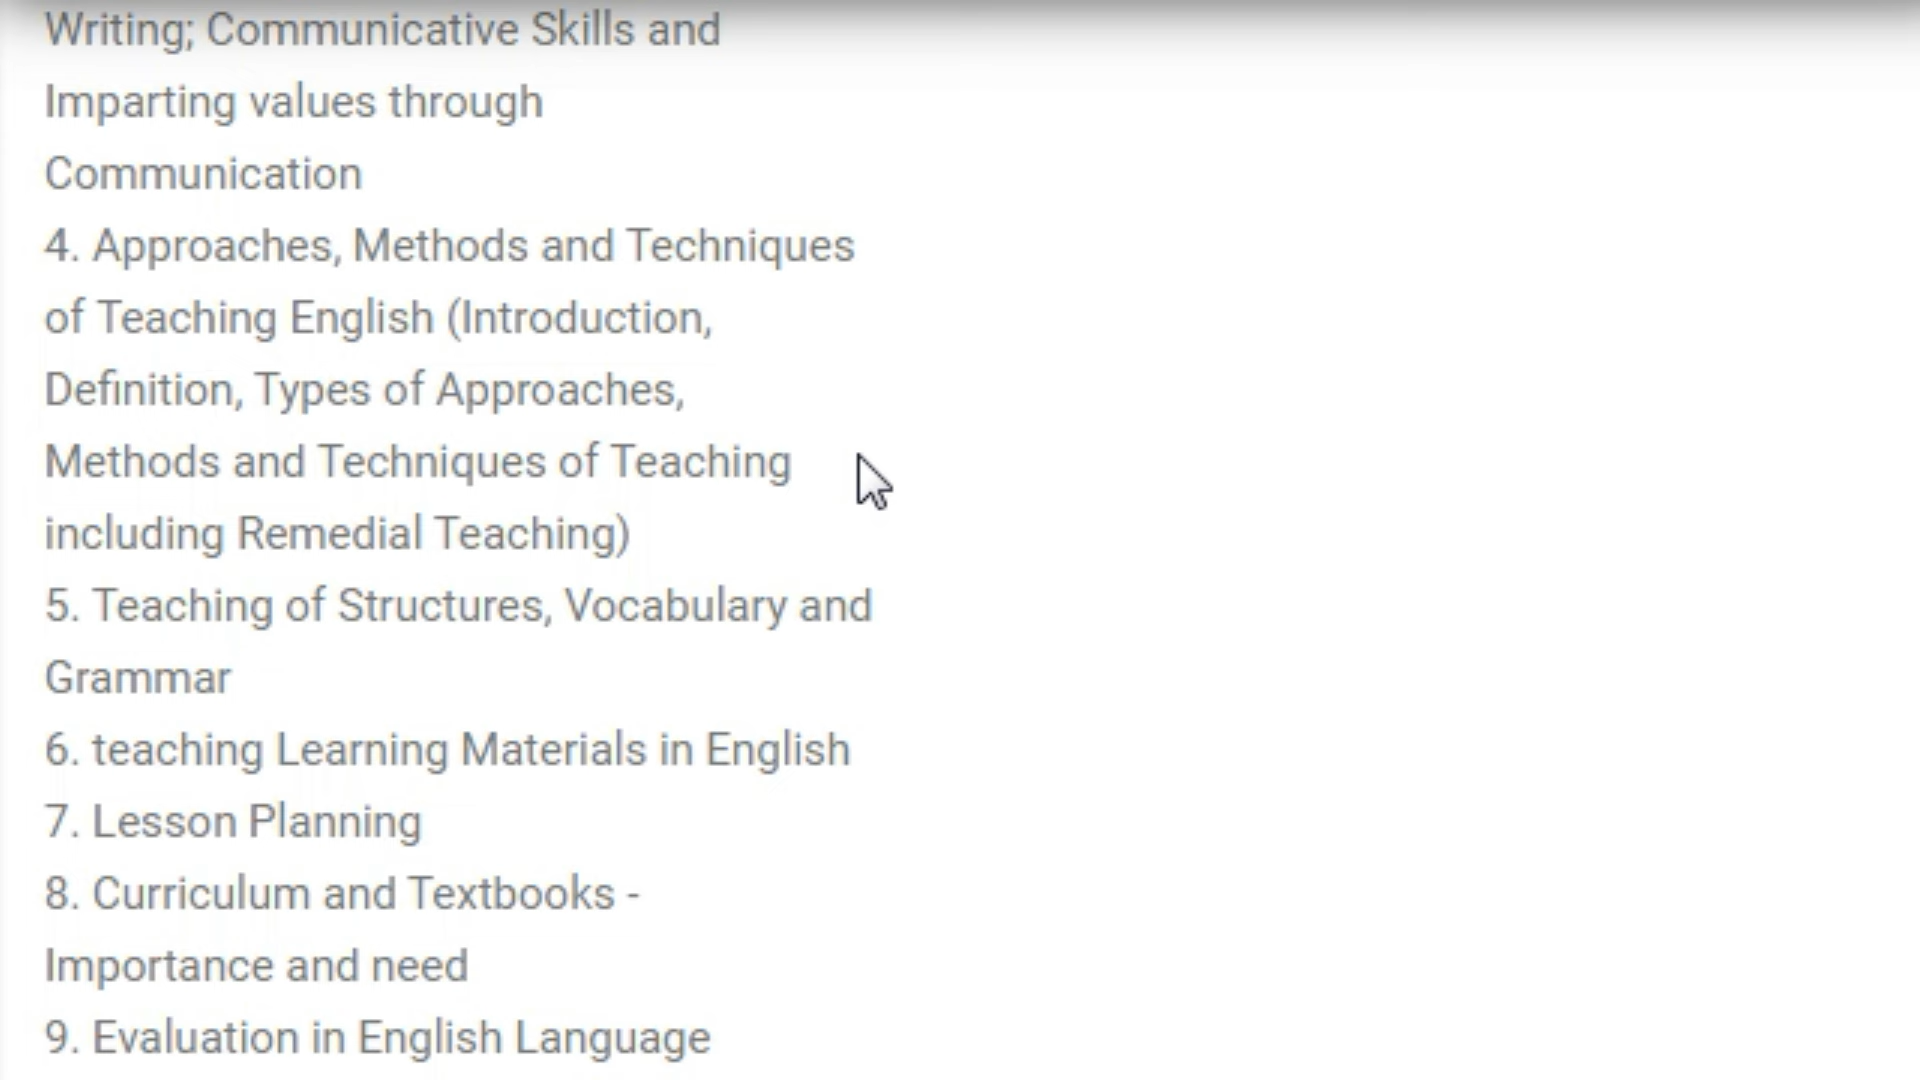 Writing; Communicative Skills and
Imparting values through
Communication
4. Approaches, Methods and Techniques
of Teaching English (Introduction,
Definition, Types of Approaches,
Methods and Techniques of Teaching
including Remedial Teaching)
5. Teaching of Structures, Vocabulary and
Grammar
6. teaching Learning Materials in English
7. Lesson Planning
8. Curriculum and Textbooks -
Importance and need
9. Evaluation in English Language